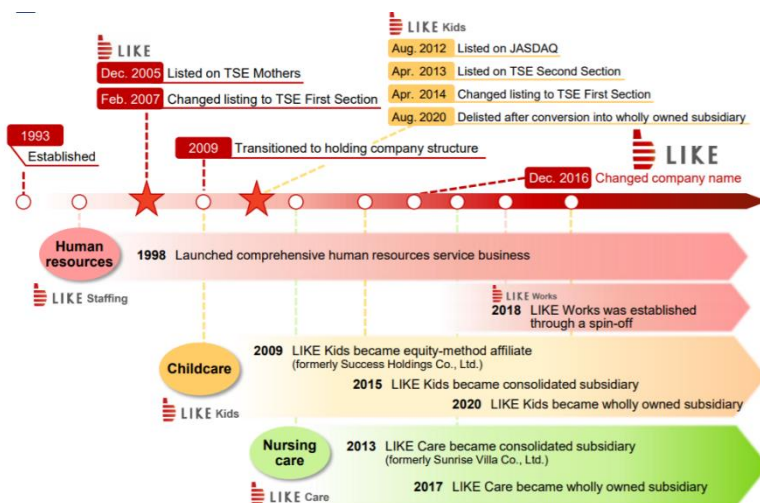 LIKE
Dec. 2005 Listed on TSE Mothers
Feb. 2007 Changed listing to TSE First Section
LIKE Kids
Aug. 2012 Listed on JASDAQ
Apr. 2013 Listed on TSE Second Section
Apr. 2014 Changed listing to TSE First Section
Aug. 2020 Delisted after conversion into wholly owned subsidiary
1993
Established
2009 Transitioned to holding company structure
LIKE
Dec. 2016 Changed company name
Human
resources
1998 Launched comprehensive human resources service business
LIKE Staffing
LIKE Works
2018 LIKE Works was established
through a spin-off
Childcare
2009 LIKE Kids became equity-method affiliate
(formerly Success Holdings Co., Ltd.)
2015 LIKE Kids became consolidated subsidiary
2020 LIKE Kids became wholly owned subsidiary
LIKE Kids
Nursing
care
2013 LIKE Care became consolidated subsidiary
(formerly Sunrise Villa Co., Ltd.)
2017 LIKE Care became wholly owned subsidiary
LIKE Care